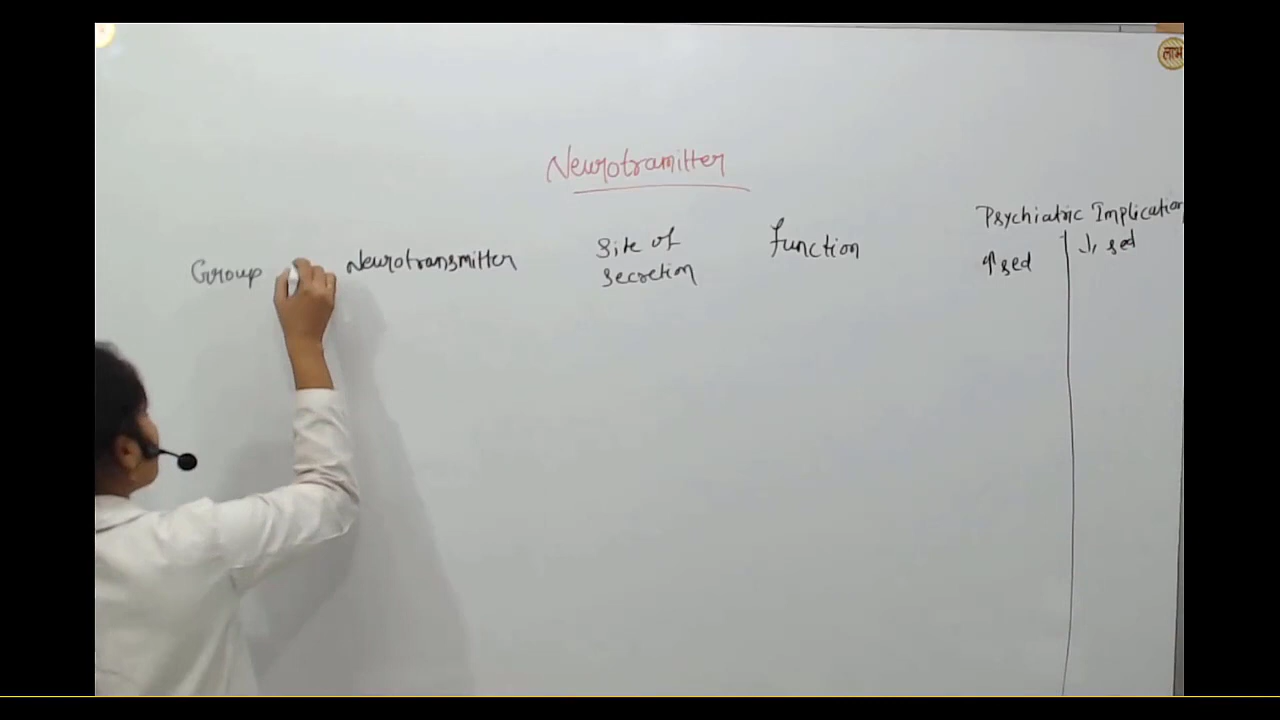 Neurotramitter
Group
Neurotransmitter
Site of
secretion
Function
Psychiatric Implication
↑sed
↓sed
लाभ